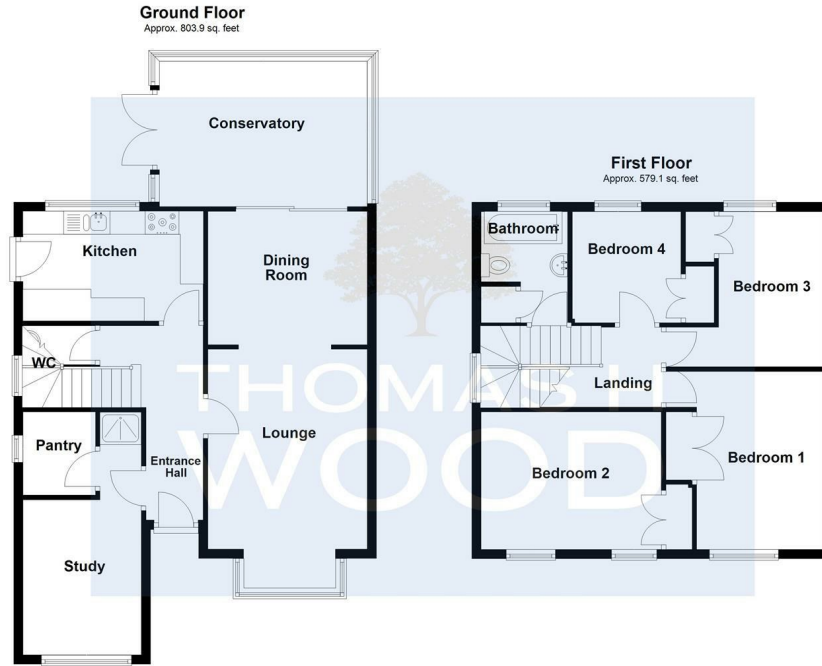 Ground Floor
Approx. 803.9 sq. feet
Conservatory
Kitchen
Dining
Room
WC
Lounge
Pantry
Entrance
Hall
Study
First Floor
Approx. 579.1 sq. feet
Bathroom
Bedroom 4
Bedroom 3
Landing
Bedroom 2
Bedroom 1
THOMAS H
WOOD